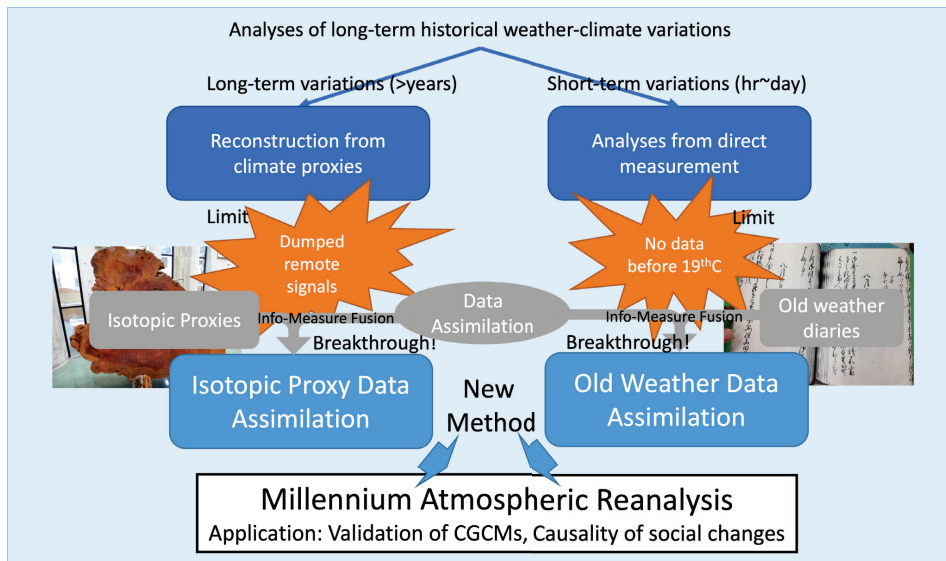 Analyses of long-term historical weather-climate variations
Long-term variations (>years)
Short-term variations (hr~day)
Reconstruction from
climate proxies
Analyses from direct
measurement
Limit
Limit
Dumped
remote
signals
No data
before 19thC
Isotopic Proxies
Data
Assimilation
Old weather
diaries
Info-Measure Fusion
Info-Measure Fusion
Breakthrough!
Breakthrough!
Isotopic Proxy Data
Assimilation
New
Method
Old Weather Data
Assimilation
Millennium Atmospheric Reanalysis
Application: Validation of CGCMs, Causality of social changes